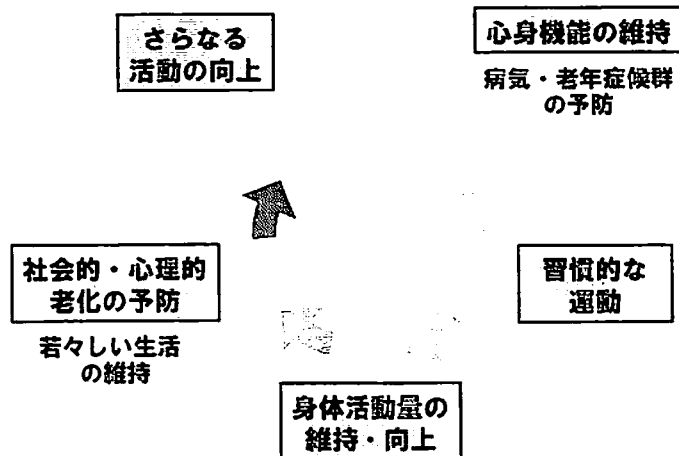 さらなる
活動の向上
心身機能の維持
病気・老年症候群
の予防
社会的・心理的
老化の予防
若々しい生活
の維持
習慣的な
運動
身体活動量の
維持・向上